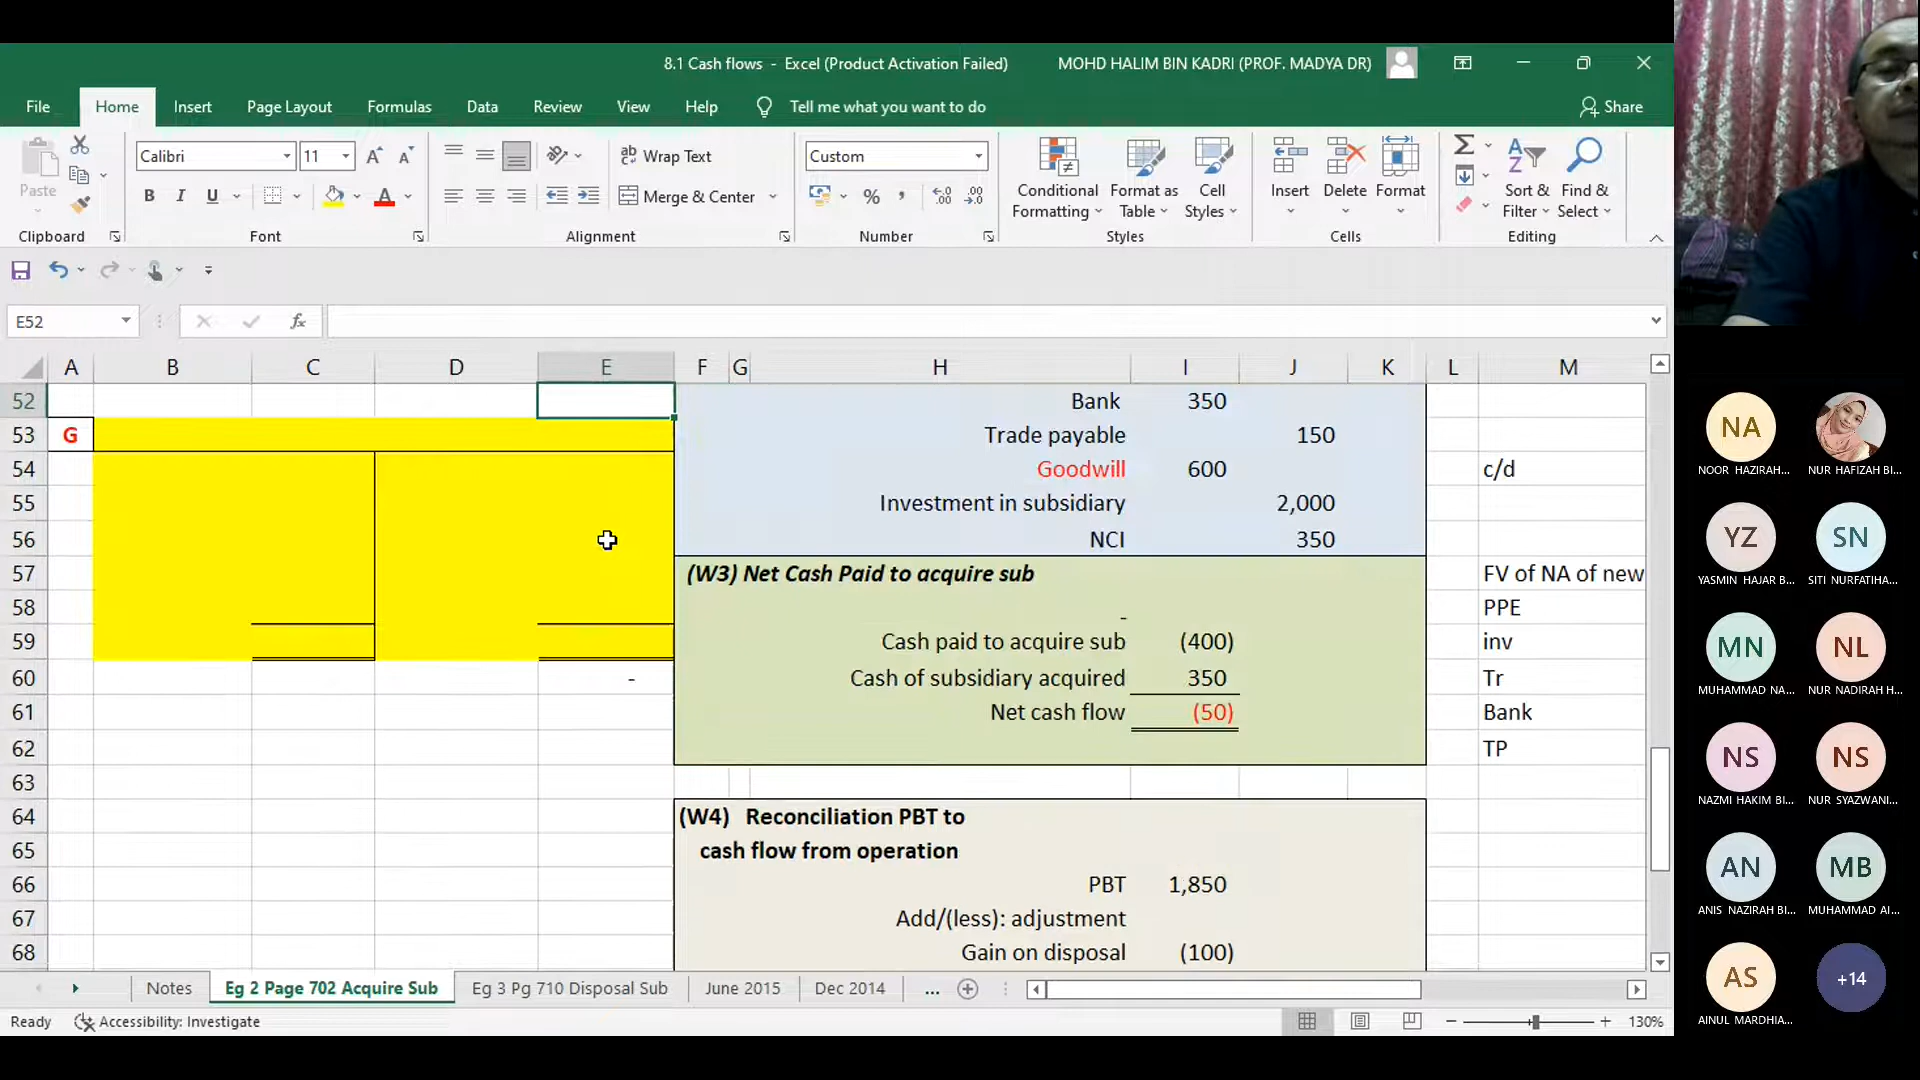 8.1 Cash flows - Excel (Product Activation Failed)
MOHD HALIM BIN KADRI (PROF. MADYA DR)
File Home Insert Page Layout Formulas Data Review View Help Tell me what you want to do Share
Paste
Calibri 11
Wrap Text
Custom
Merge & Center
Conditional Formatting
Format as Table
Cell Styles
Insert Delete Format
Sort & Filter
Find & Select
Clipboard Font Alignment Number Styles Cells Editing
E52
A B C D E F G H I J K L M
52 Bank 350
53 G Trade payable 150
54 Goodwill 600 c/d
55 Investment in subsidiary 2,000
56 NCI 350
57 (W3) Net Cash Paid to acquire sub FV of NA of new
58 - PPE
59 Cash paid to acquire sub (400) inv
60 - Cash of subsidiary acquired 350 Tr
61 Net cash flow (50) Bank
62 TP
63
64 (W4) Reconciliation PBT to
65 cash flow from operation
66 PBT 1,850
67 Add/(less): adjustment
68 Gain on disposal (100)
Notes Eg 2 Page 702 Acquire Sub Eg 3 Pg 710 Disposal Sub June 2015 Dec 2014 ...
Ready Accessibility: Investigate 130%
NA
NOOR HAZIRAH... NUR HAFIZAH BI...
YZ SN
YASMIN HAJAR B... SITI NURFATIHA...
MN NL
MUHAMMAD NA... NUR NADIRAH H...
NS NS
NAZMI HAKIM BI... NUR SYAZWANI...
AN MB
ANIS NAZIRAH BI... MUHAMMAD AI...
AS +14
AINUL MARDHIA...